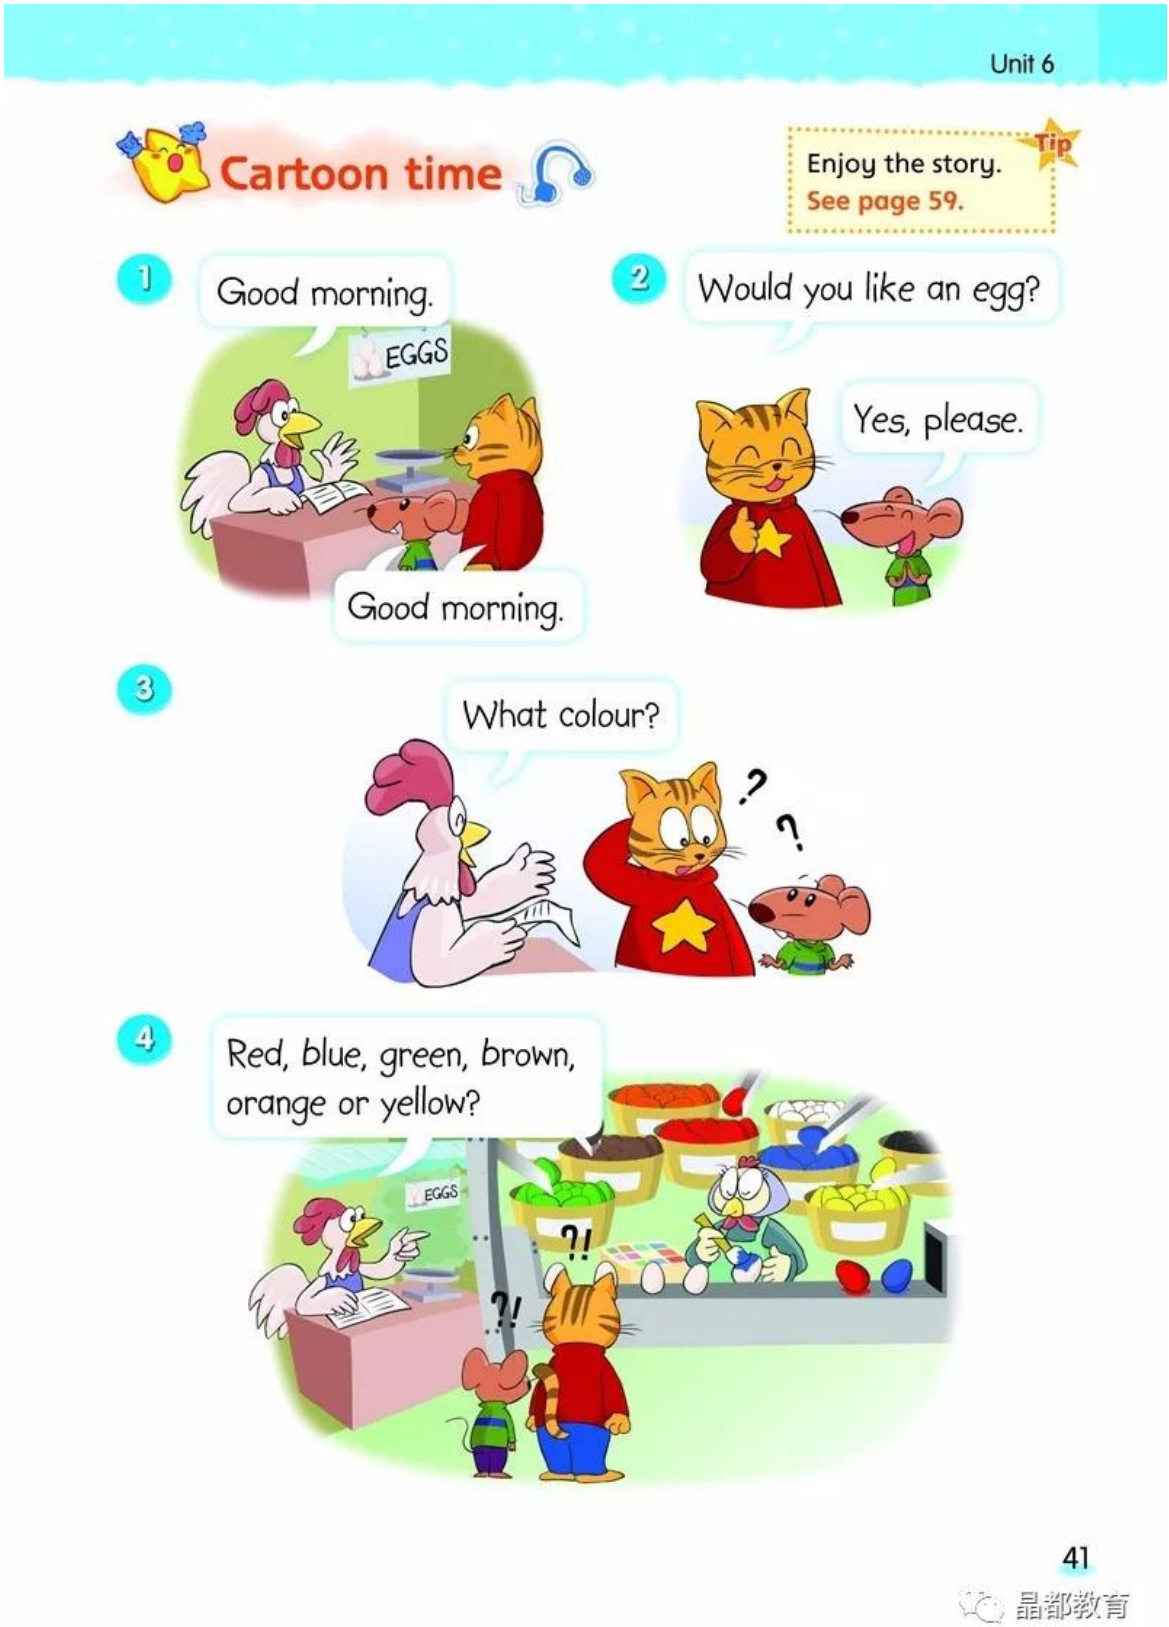 Unit 6
Cartoon time
Tip
Enjoy the story.
See page 59.
1
Good morning.
EGGS
Good morning.
2
Would you like an egg?
Yes, please.
3
What colour?
?
?
4
Red, blue, green, brown,
orange or yellow?
EGGS
?!
?!
41
晶都教育